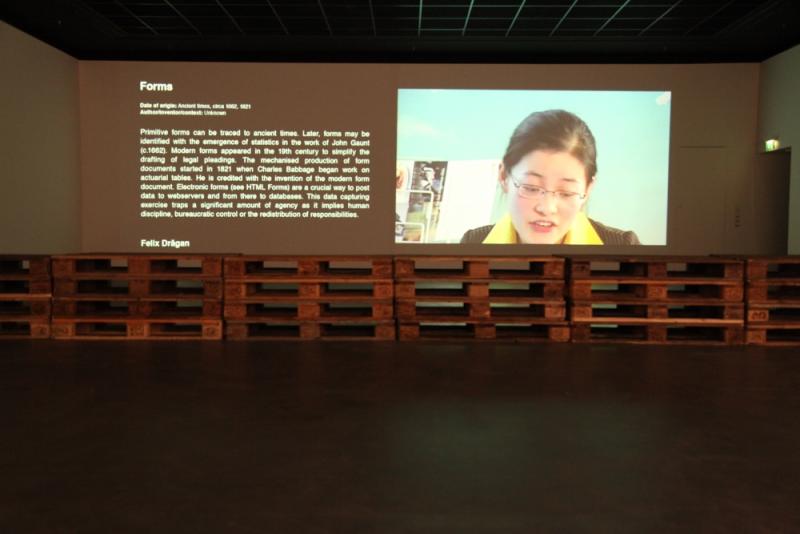 Forms
Date of origin: Ancient times, circa 1662, 1821
Author/inventor/context: Unknown
Primitive forms can be traced to ancient times. Later, forms may be
identified with the emergence of statistics in the work of John Gaunt
(c.1662). Modern forms appeared in the 19th century to simplify the
drafting of legal pleadings. The mechanised production of form
documents started in 1821 when Charles Babbage began work on
actuarial tables. He is credited with the invention of the modern form
document. Electronic forms (see HTML Forms) are a crucial way to post
data to webservers and from there to databases. This data capturing
exercise traps a significant amount of agency as it implies human
discipline, bureaucratic control or the redistribution of responsibilities.
Felix Drăgan